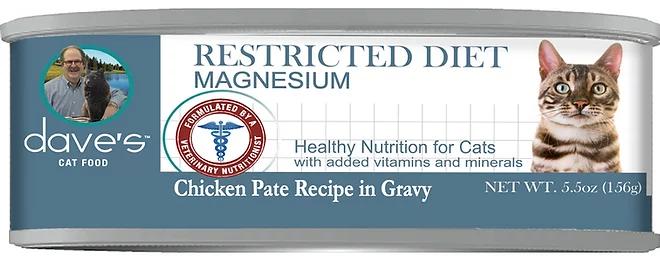 RESTRICTED DIET
MAGNESIUM
dave's™
CAT FOOD
FORMULATED BY A
VETERINARY NUTRITIONIST
Healthy Nutrition for Cats
with added vitamins and minerals
Chicken Pate Recipe in Gravy
NET WT. 5.5oz (156g)